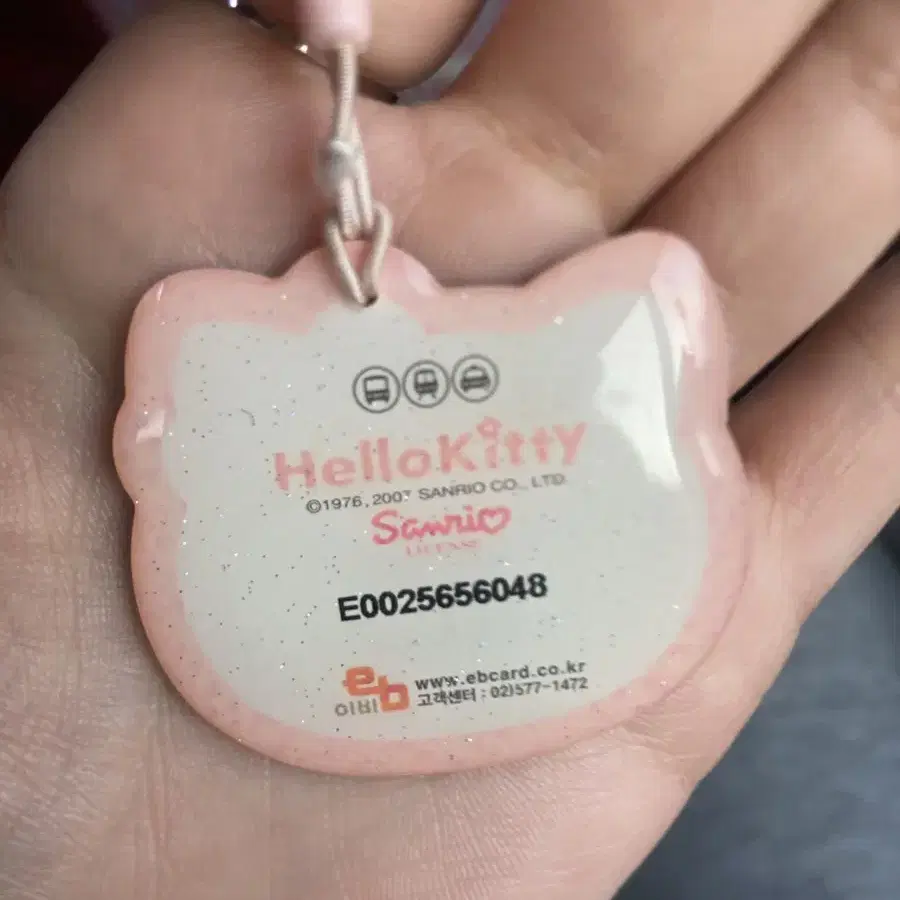 HelloKitty
©1976, 2007 SANRIO CO., LTD.
Sanrio
LICENSE
E0025656048
eb
이비
www.ebcard.co.kr
고객센터 : 02)577-1472